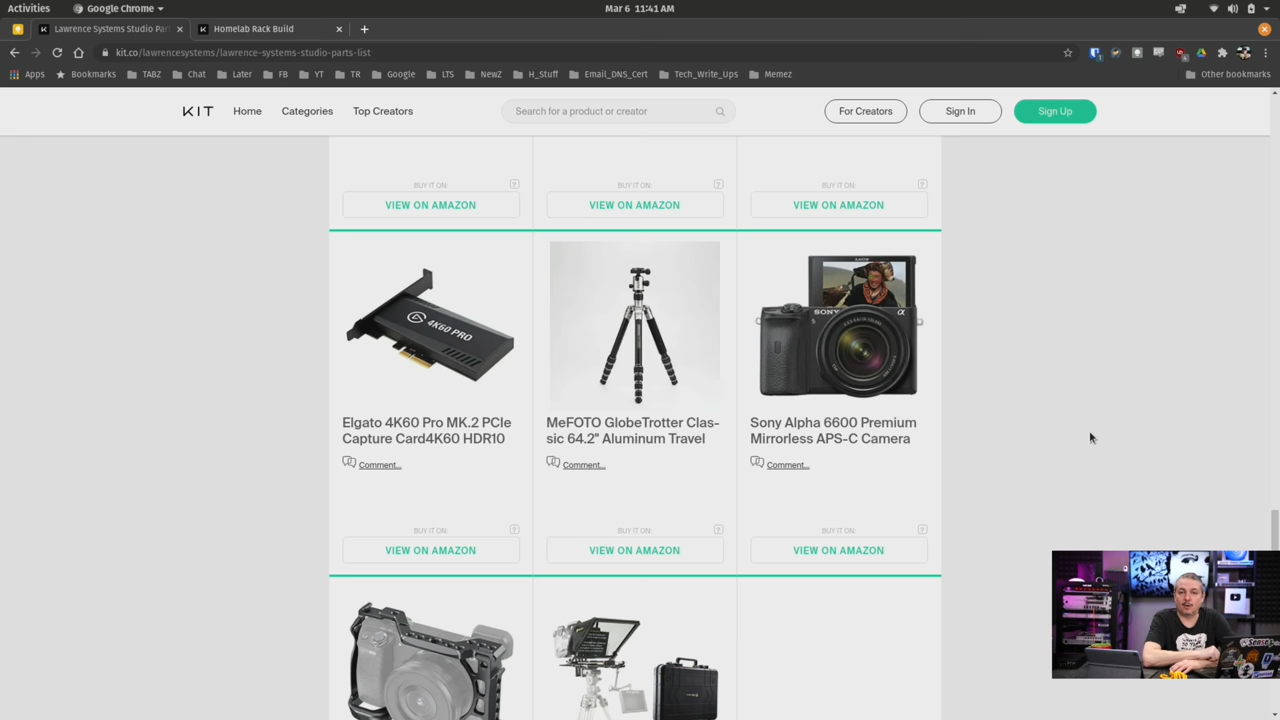 Activities
Google Chrome
Mar 6 11:41 AM
Lawrence Systems Studio Par
Homelab Rack Build
kit.co/lawrencesystems/lawrence-systems-studio-parts-list
Apps
Bookmarks
TABZ
Chat
Later
FB
YT
TR
Google
LTS
NewZ
H_Stuff
Email_DNS_Cert
Tech_Write_Ups
Memez
Other bookmarks
KIT
Home
Categories
Top Creators
Search for a product or creator
For Creators
Sign In
Sign Up
BUY IT ON:
BUY IT ON:
BUY IT ON:
VIEW ON AMAZON
VIEW ON AMAZON
VIEW ON AMAZON
4K60 PRO
SONY
Elgato 4K60 Pro MK.2 PCIe
Capture Card4K60 HDR10
MeFOTO GlobeTrotter Clas-
sic 64.2" Aluminum Travel
Sony Alpha 6600 Premium
Mirrorless APS-C Camera
Comment...
Comment...
Comment...
BUY IT ON:
BUY IT ON:
BUY IT ON:
VIEW ON AMAZON
VIEW ON AMAZON
VIEW ON AMAZON